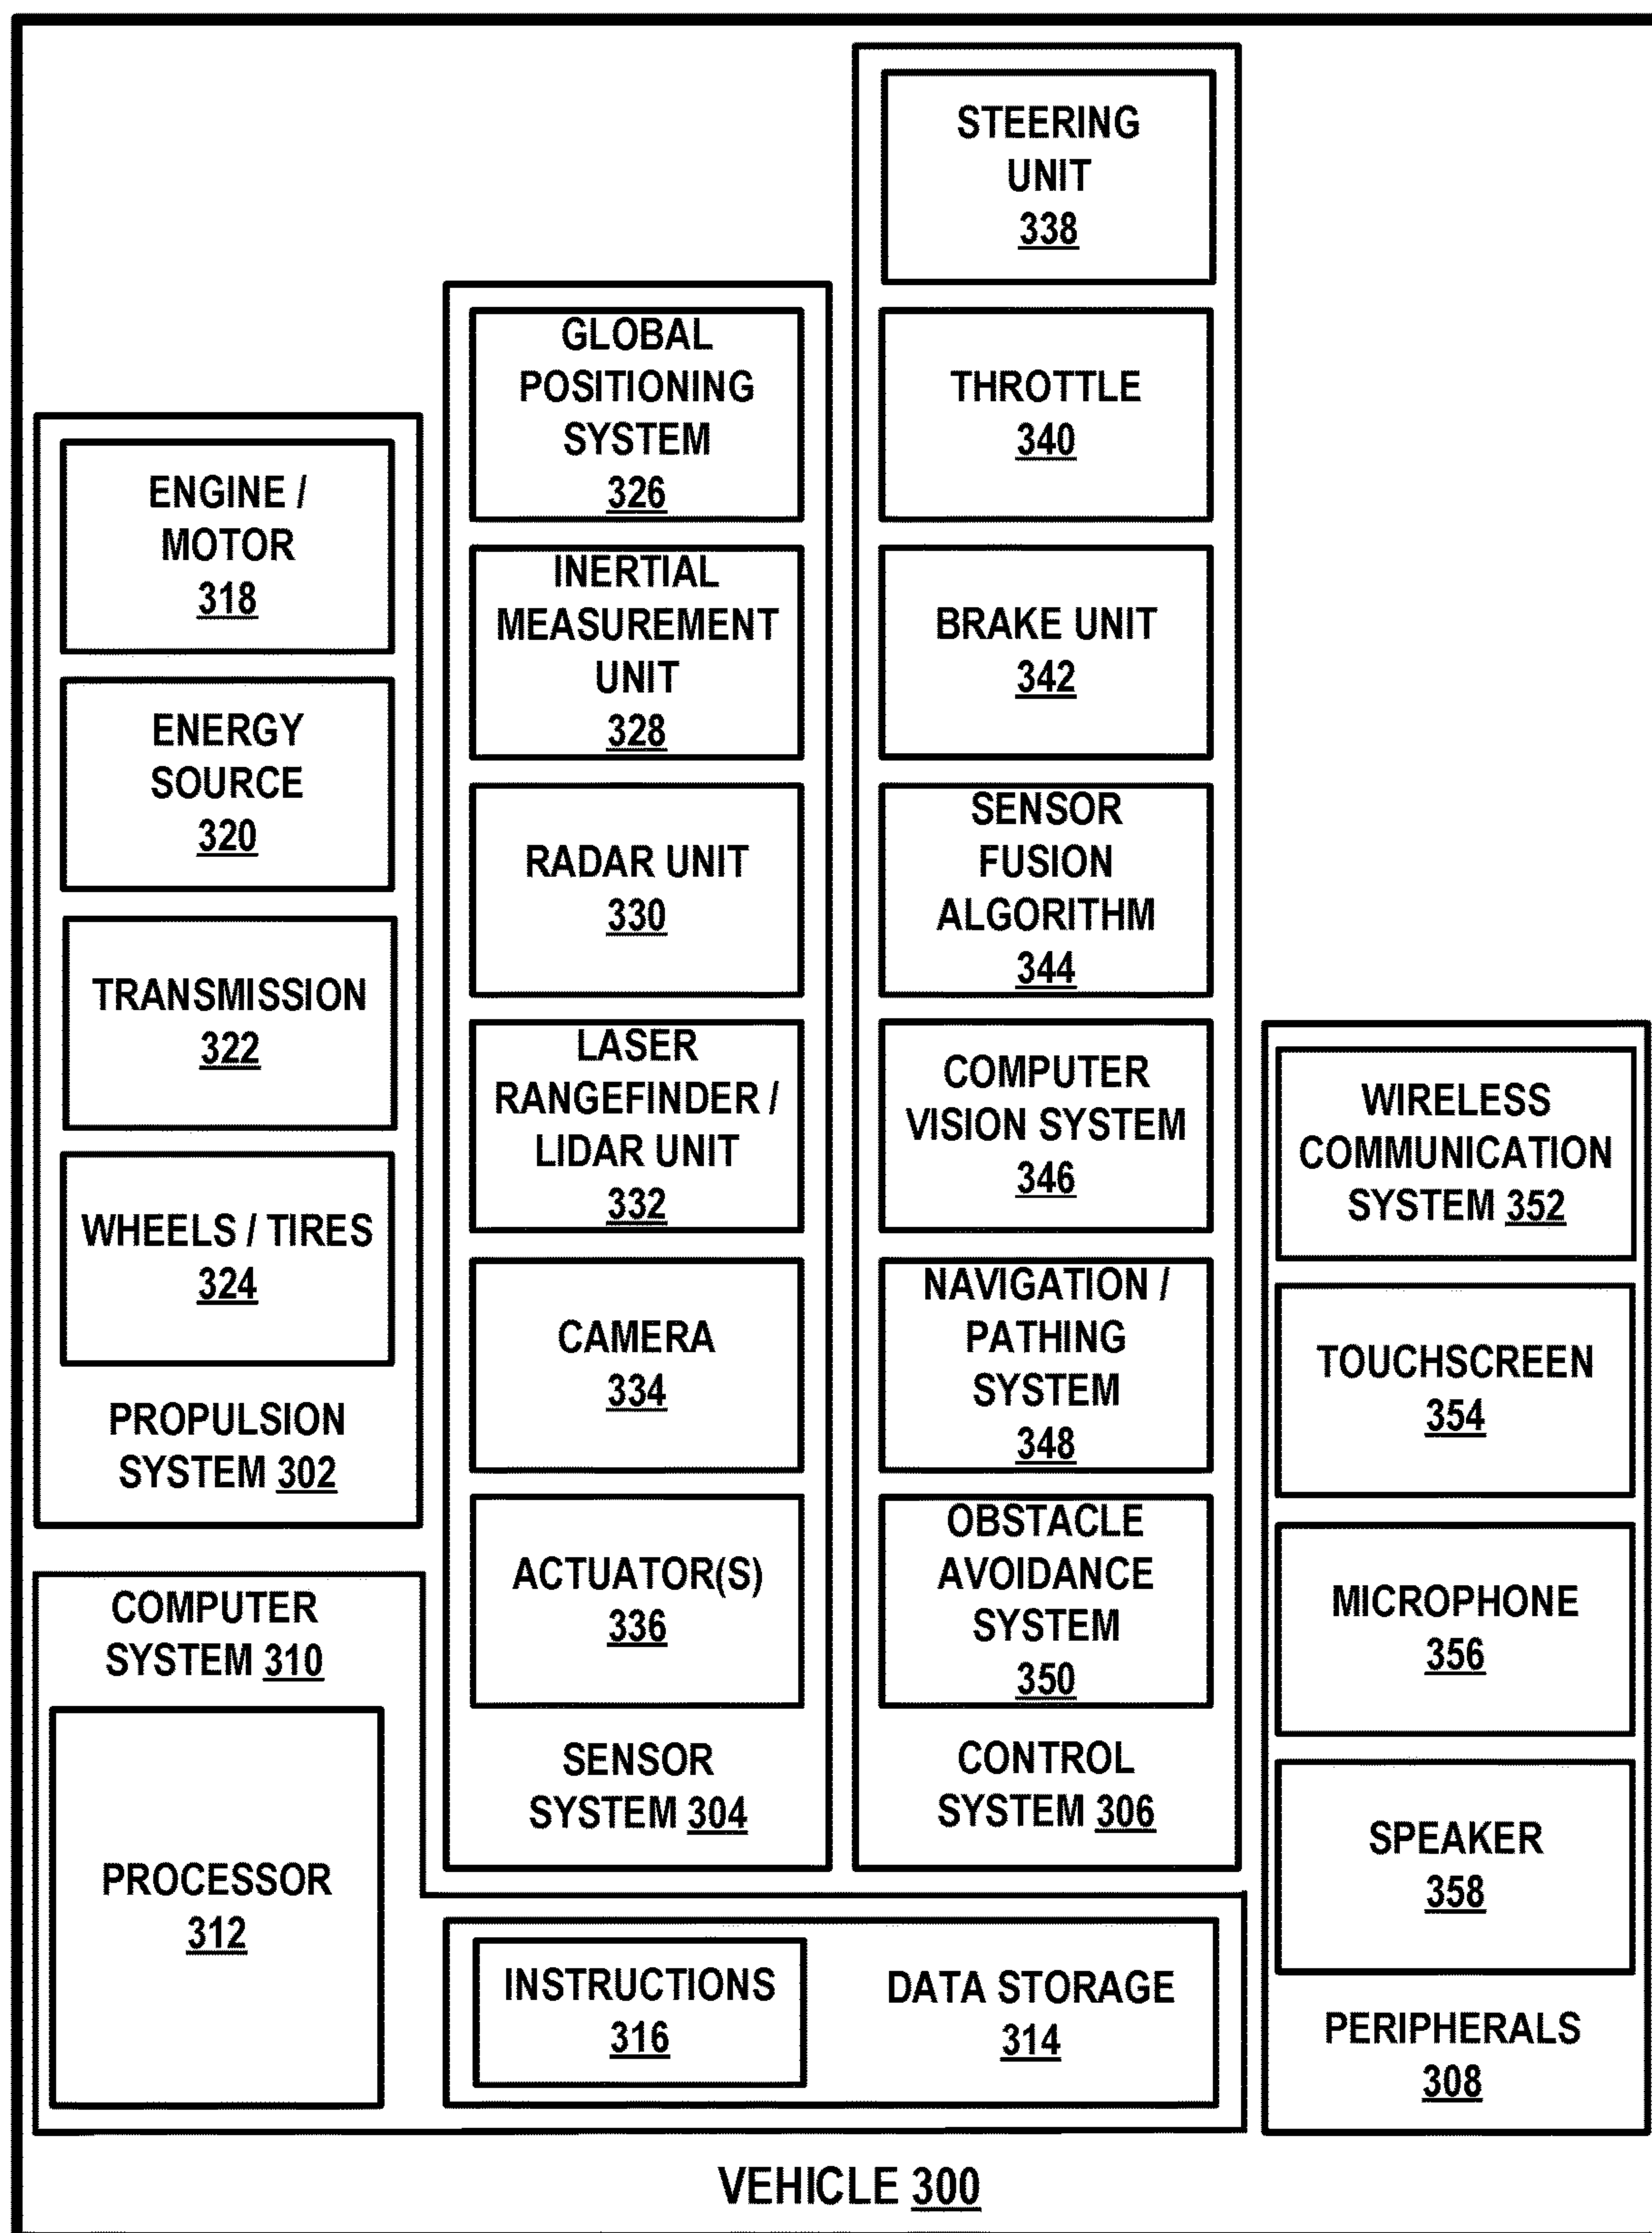 ENGINE /
MOTOR
318
ENERGY
SOURCE
320
TRANSMISSION
322
WHEELS / TIRES
324
PROPULSION
SYSTEM 302
GLOBAL
POSITIONING
SYSTEM
326
INERTIAL
MEASUREMENT
UNIT
328
RADAR UNIT
330
LASER
RANGEFINDER /
LIDAR UNIT
332
CAMERA
334
ACTUATOR(S)
336
SENSOR
SYSTEM 304
STEERING
UNIT
338
THROTTLE
340
BRAKE UNIT
342
SENSOR
FUSION
ALGORITHM
344
COMPUTER
VISION SYSTEM
346
NAVIGATION /
PATHING
SYSTEM
348
OBSTACLE
AVOIDANCE
SYSTEM
350
CONTROL
SYSTEM 306
WIRELESS
COMMUNICATION
SYSTEM 352
TOUCHSCREEN
354
MICROPHONE
356
SPEAKER
358
PERIPHERALS
308
COMPUTER
SYSTEM 310
PROCESSOR
312
INSTRUCTIONS
316
DATA STORAGE
314
VEHICLE 300